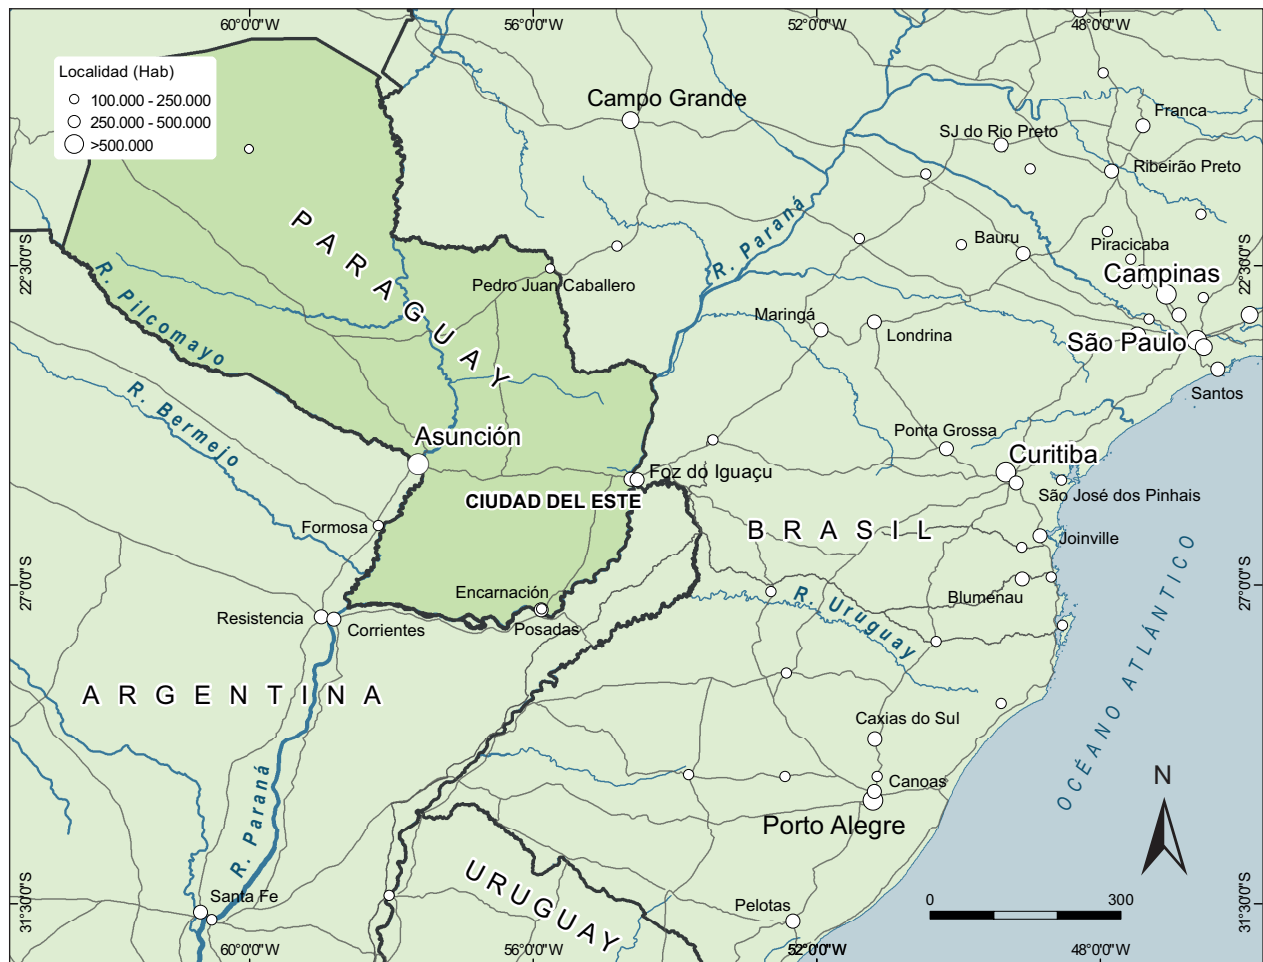 60°0'0"W
56°0'0"W
52°0'0"W
48°0'0"W
Localidad (Hab)
100.000 - 250.000
250.000 - 500.000
>500.000
Campo Grande
Franca
SJ do Rio Preto
Ribeirão Preto
PARAGUAY
R. Paraná
Bauru
Piracicaba
22°30'0"S
22°30'0"S
R. Pilcomayo
Pedro Juan Caballero
Campinas
Maringá
Londrina
São Paulo
Santos
R. Bermejo
Asunción
Ponta Grossa
Curitiba
Foz do Iguaçu
CIUDAD DEL ESTE
São José dos Pinhais
Formosa
BRASIL
Joinville
27°0'0"S
27°0'0"S
Encarnación
Blumenau
R. Uruguay
Resistencia
Corrientes
Posadas
OCÉANO ATLÁNTICO
ARGENTINA
Caxias do Sul
N
Canoas
R. Paraná
Porto Alegre
URUGUAY
Santa Fe
Pelotas
0
300
31°30'0"S
31°30'0"S
60°0'0"W
56°0'0"W
52°0'0"W
48°0'0"W